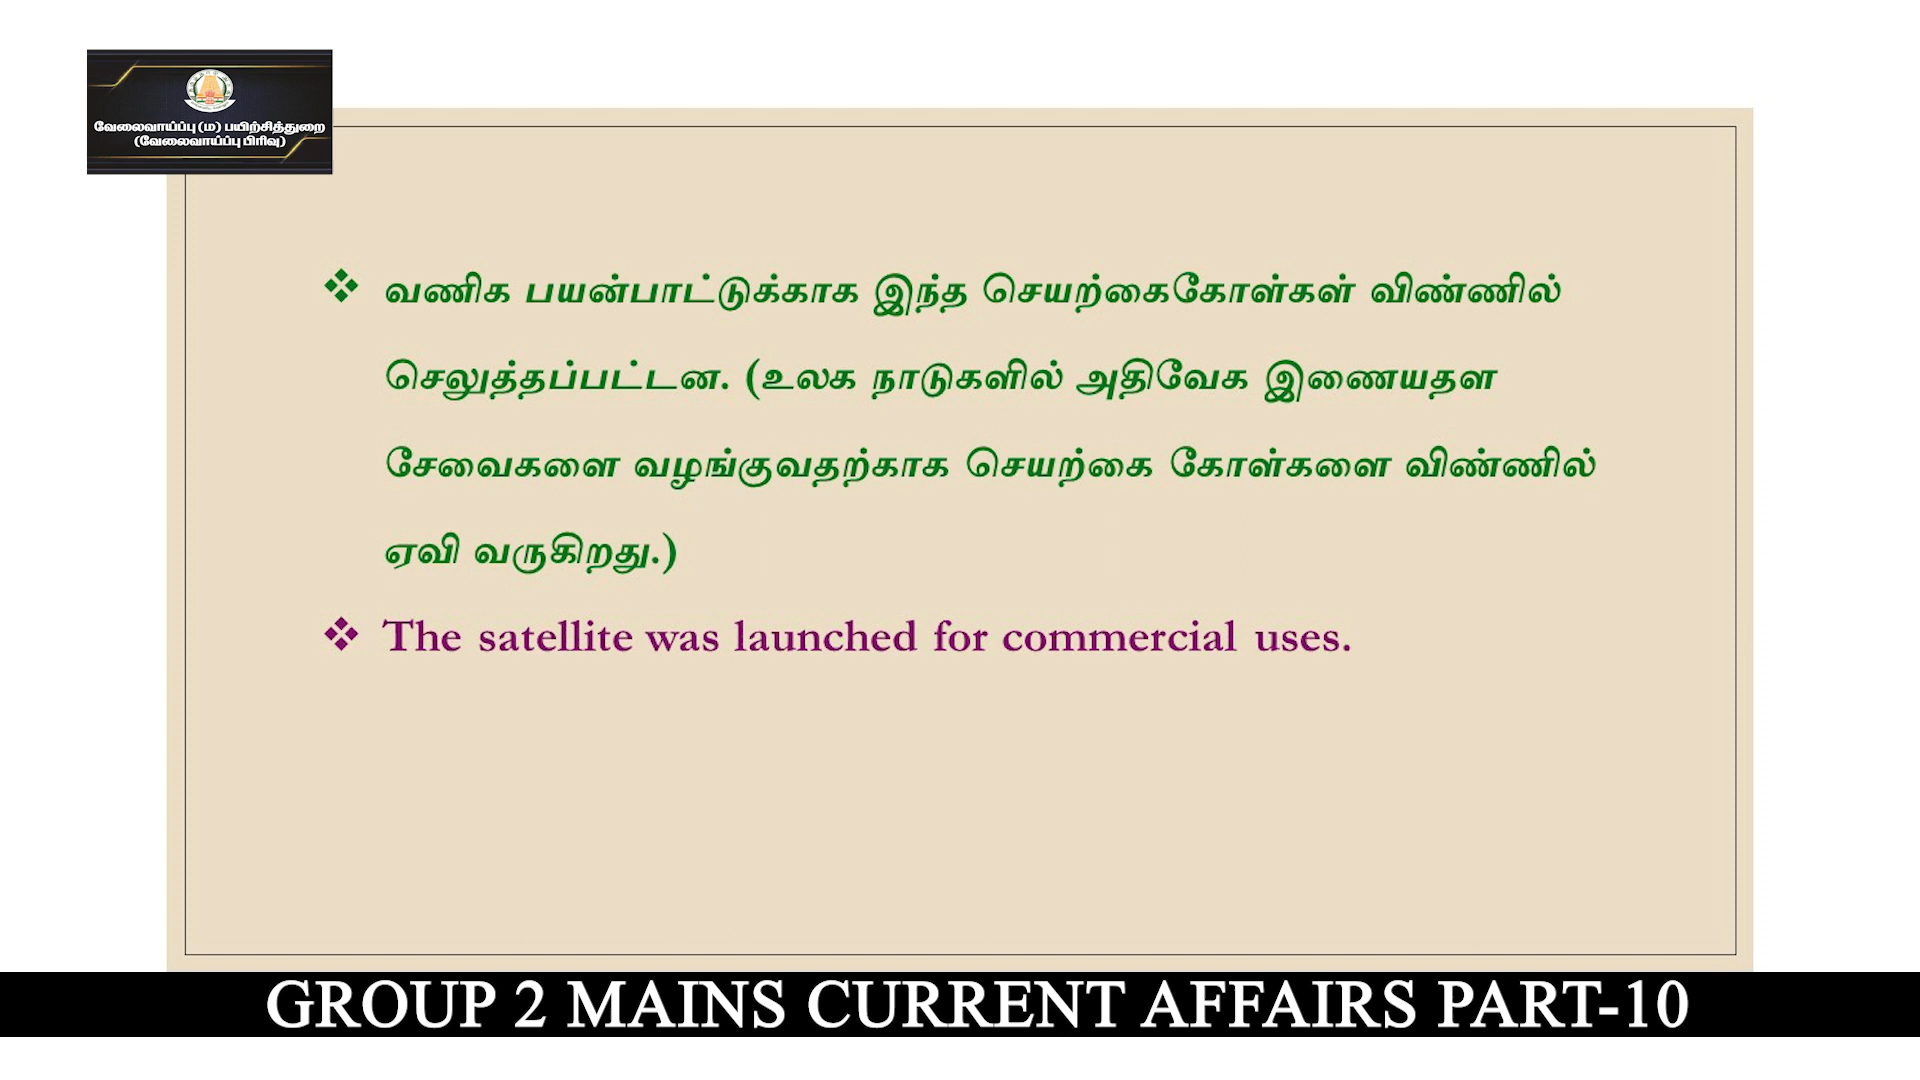 வேலைவாய்ப்பு (ம) பயிற்சித்துறை
(வேலைவாய்ப்பு பிரிவு)
❖ வணிக பயன்பாட்டுக்காக இந்த செயற்கைகோள்கள் விண்ணில்
செலுத்தப்பட்டன. (உலக நாடுகளில் அதிவேக இணையதள
சேவைகளை வழங்குவதற்காக செயற்கை கோள்களை விண்ணில்
ஏவி வருகிறது.)
❖ The satellite was launched for commercial uses.
GROUP 2 MAINS CURRENT AFFAIRS PART-10